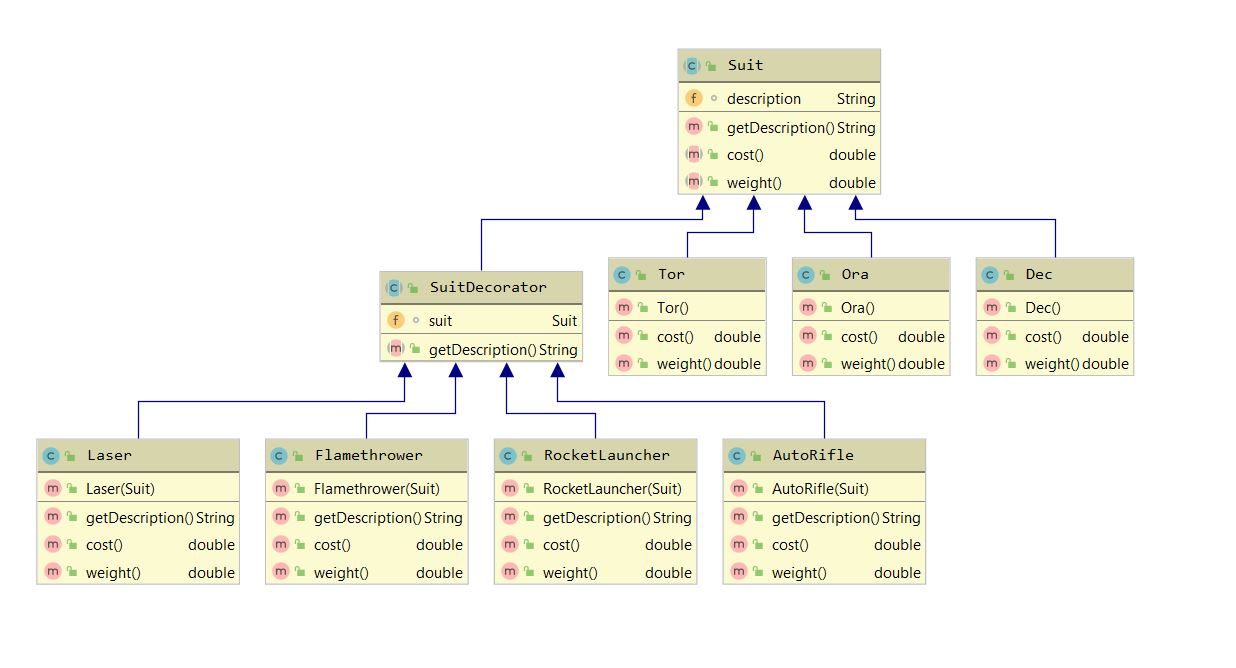 Suit
description String
getDescription() String
cost() double
weight() double
SuitDecorator
suit Suit
getDescription() String
Tor
Tor()
cost() double
weight() double
Ora
Ora()
cost() double
weight() double
Dec
Dec()
cost() double
weight() double
Laser
Laser(Suit)
getDescription() String
cost() double
weight() double
Flamethrower
Flamethrower(Suit)
getDescription() String
cost() double
weight() double
RocketLauncher
RocketLauncher(Suit)
getDescription() String
cost() double
weight() double
AutoRifle
AutoRifle(Suit)
getDescription() String
cost() double
weight() double